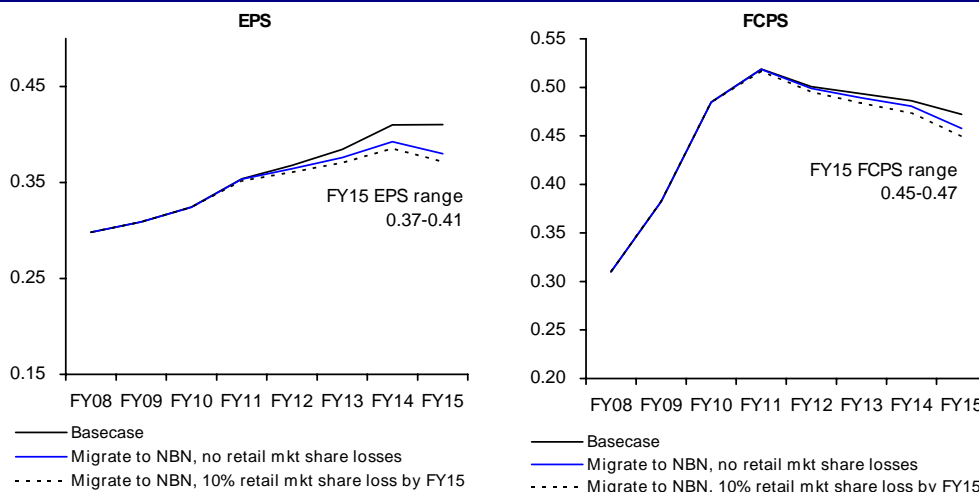 EPS
0.45
0.35
0.25
0.15
FY15 EPS range
0.37-0.41
FY08 FY09 FY10 FY11 FY12 FY13 FY14 FY15
Basecase
Migrate to NBN, no retail mkt share losses
Migrate to NBN, 10% retail mkt share loss by FY15
FCPS
0.55
0.50
0.45
0.40
0.35
0.30
0.25
0.20
FY15 FCPS range
0.45-0.47
FY08 FY09 FY10 FY11 FY12 FY13 FY14 FY15
Basecase
Migrate to NBN, no retail mkt share losses
Migrate to NBN, 10% retail mkt share loss by FY15